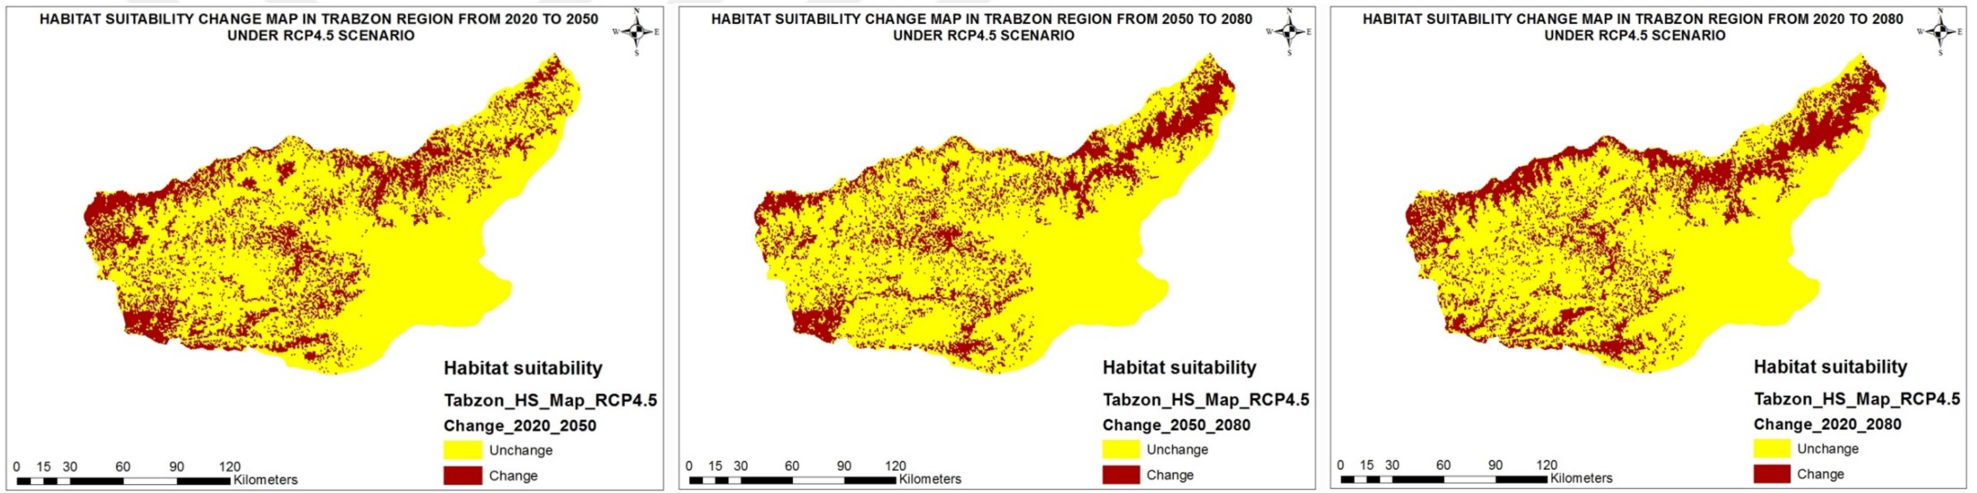 HABITAT SUITABILITY CHANGE MAP IN TRABZON REGION FROM 2020 TO 2050
UNDER RCP4.5 SCENARIO
N
W E
S
Habitat suitability
Tabzon_HS_Map_RCP4.5
Change_2020_2050
Unchange
Change
0 15 30 60 90 120
Kilometers
HABITAT SUITABILITY CHANGE MAP IN TRABZON REGION FROM 2050 TO 2080
UNDER RCP4.5 SCENARIO
N
W E
S
Habitat suitability
Tabzon_HS_Map_RCP4.5
Change_2050_2080
Unchange
Change
0 15 30 60 90 120
Kilometers
HABITAT SUITABILITY CHANGE MAP IN TRABZON REGION FROM 2020 TO 2080
UNDER RCP4.5 SCENARIO
N
W E
S
Habitat suitability
Tabzon_HS_Map_RCP4.5
Change_2020_2080
Unchange
Change
0 15 30 60 90 120
Kilometers